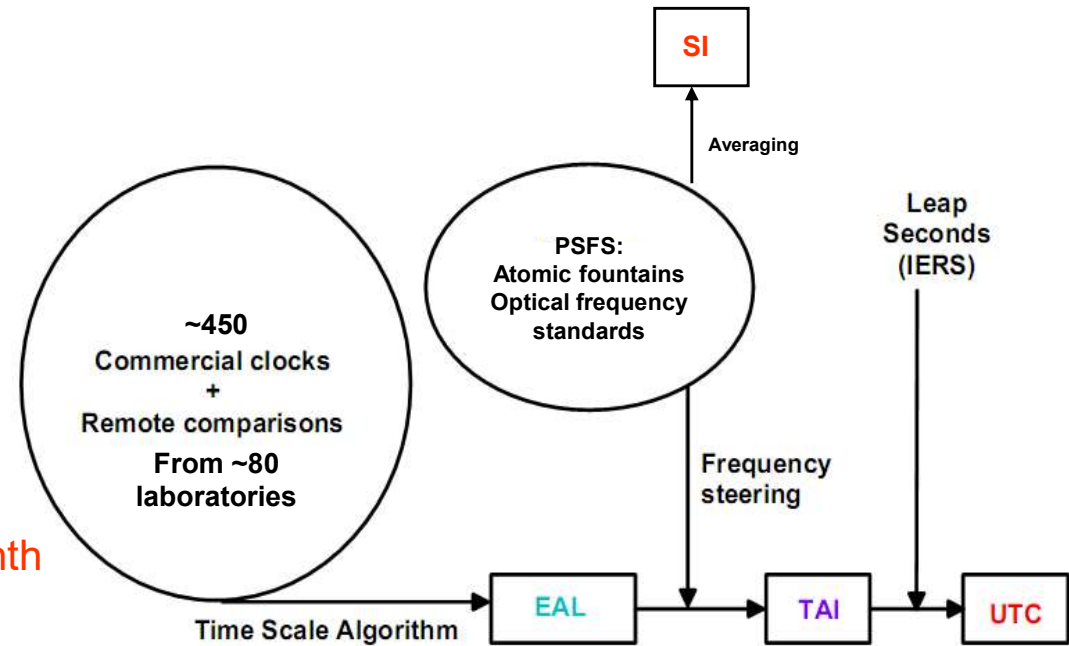 SI
Averaging
PSFS:
Atomic fountains
Optical frequency
standards
Leap
Seconds
(IERS)
~450
Commercial clocks
+
Remote comparisons
From ~80
laboratories
Frequency
steering
nth
Time Scale Algorithm
EAL
TAI
UTC